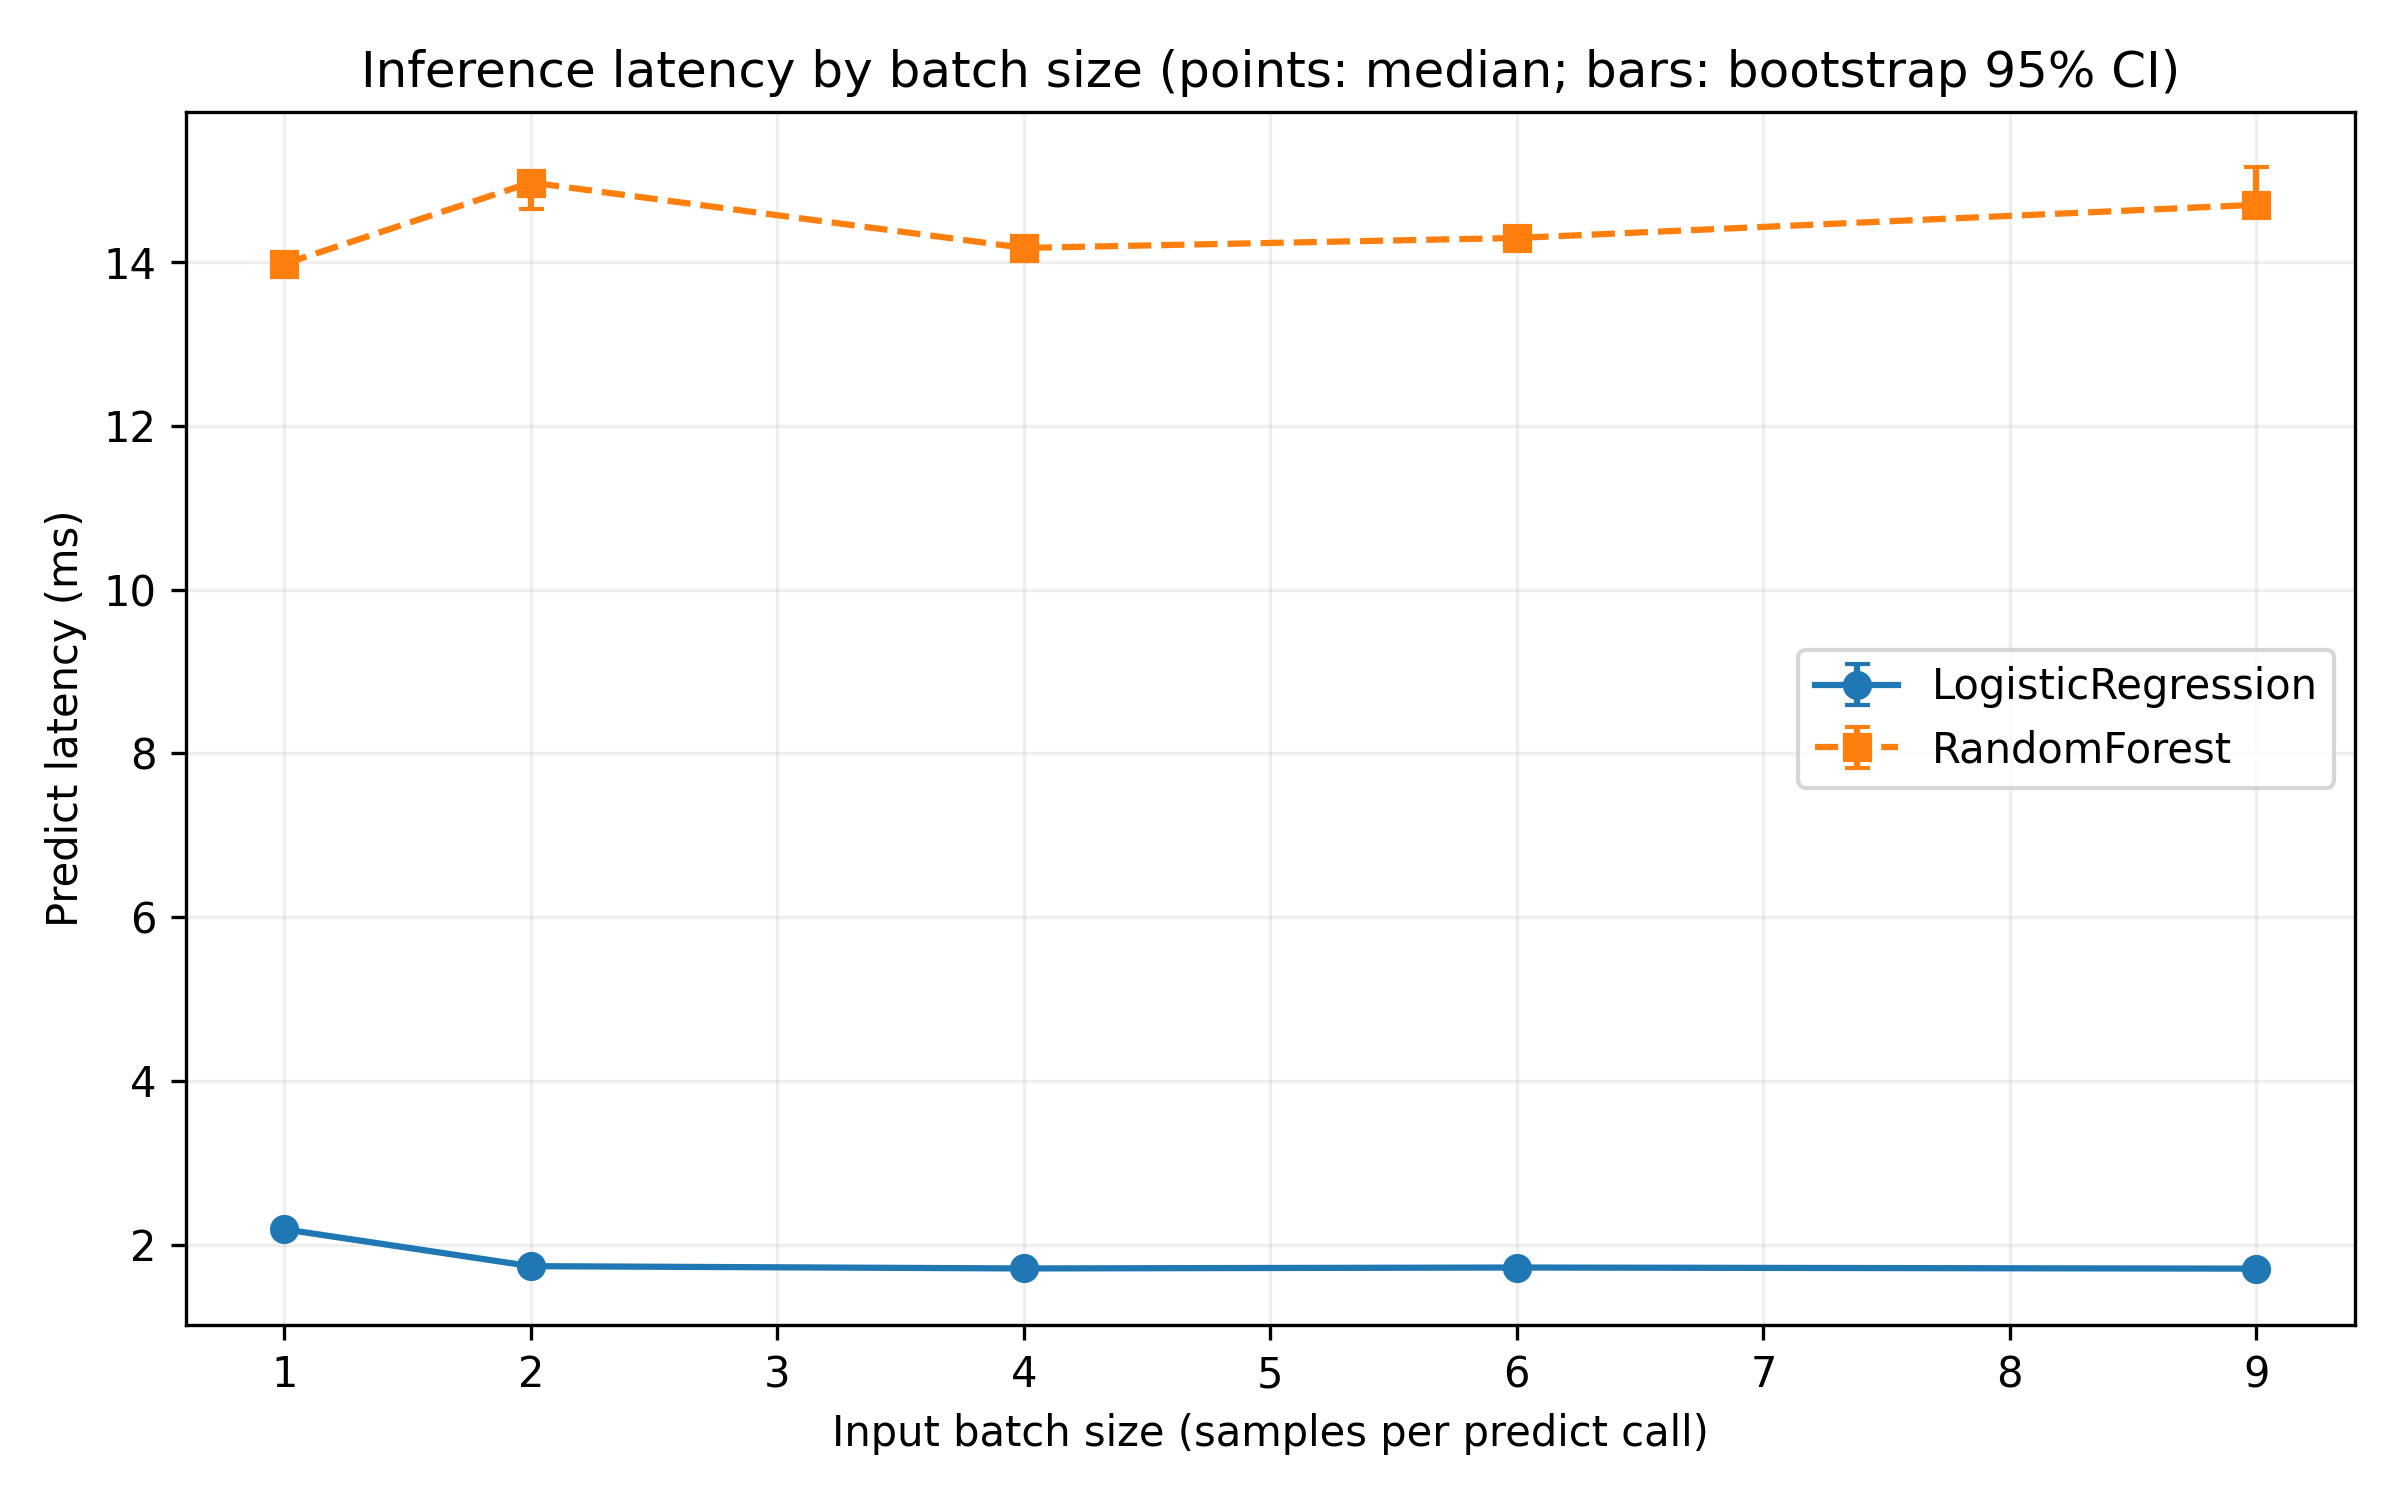 Inference latency by batch size (points: median; bars: bootstrap 95% CI)
Predict latency (ms)
14
12
10
8
6
4
2
LogisticRegression
RandomForest
1 2 3 4 5 6 7 8 9
Input batch size (samples per predict call)